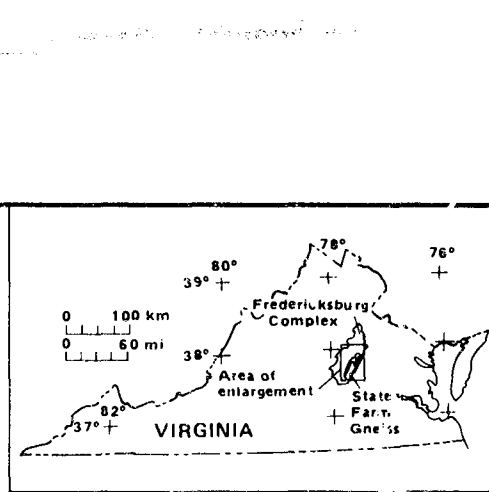 78°
76°
80°
39°
Fredericksburg
Complex
0 100 km
0 60 mi
38°
Area of
enlargement
State
Farm
Gneiss
82°
37°
VIRGINIA